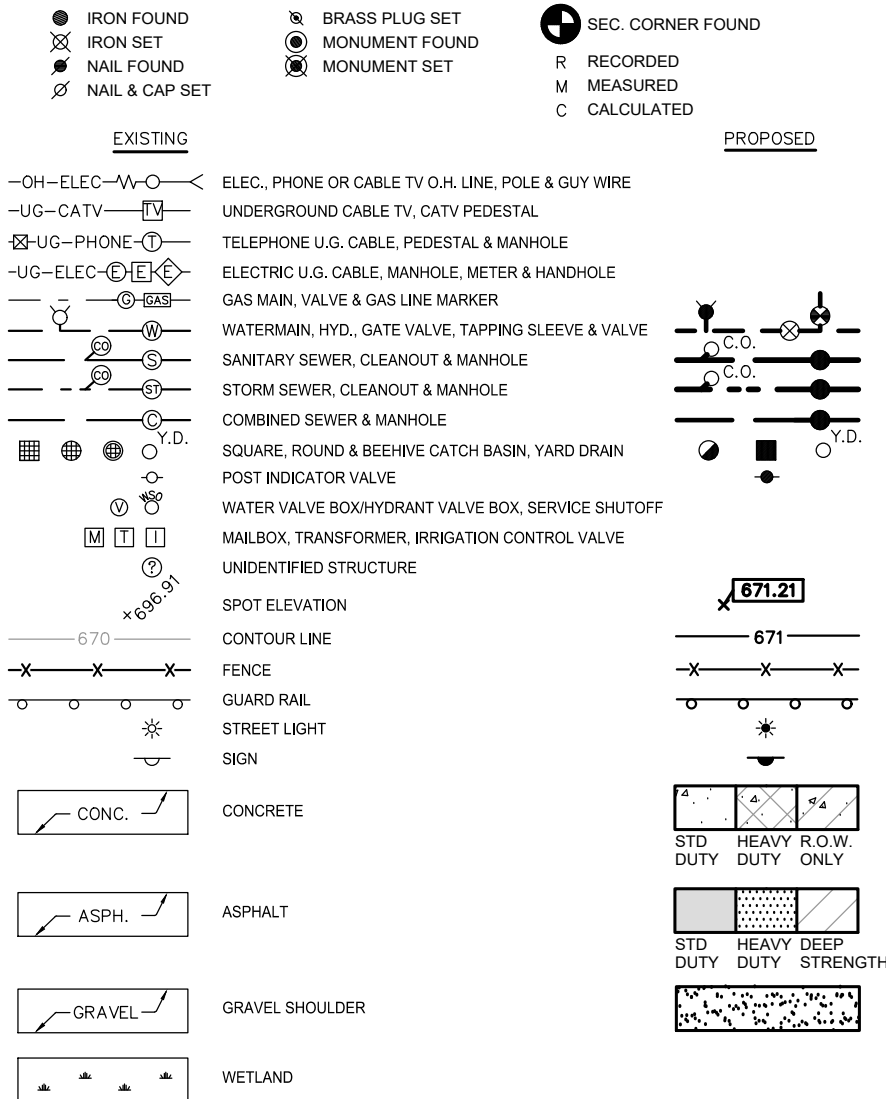 IRON FOUND
IRON SET
NAIL FOUND
NAIL & CAP SET
BRASS PLUG SET
MONUMENT FOUND
MONUMENT SET
SEC. CORNER FOUND
R RECORDED
M MEASURED
C CALCULATED
EXISTING
PROPOSED
OH-ELEC ELEC., PHONE OR CABLE TV O.H. LINE, POLE & GUY WIRE
UG-CATV TV UNDERGROUND CABLE TV, CATV PEDESTAL
UG-PHONE T TELEPHONE U.G. CABLE, PEDESTAL & MANHOLE
UG-ELEC E E E ELECTRIC U.G. CABLE, MANHOLE, METER & HANDHOLE
G GAS GAS MAIN, VALVE & GAS LINE MARKER
W WATERMAIN, HYD., GATE VALVE, TAPPING SLEEVE & VALVE
CO S SANITARY SEWER, CLEANOUT & MANHOLE C.O.
CO ST STORM SEWER, CLEANOUT & MANHOLE C.O.
C COMBINED SEWER & MANHOLE
Y.D. SQUARE, ROUND & BEEHIVE CATCH BASIN, YARD DRAIN Y.D.
POST INDICATOR VALVE
V WSO WATER VALVE BOX/HYDRANT VALVE BOX, SERVICE SHUTOFF
M T I MAILBOX, TRANSFORMER, IRRIGATION CONTROL VALVE
? UNIDENTIFIED STRUCTURE
696.91 SPOT ELEVATION 671.21
670 CONTOUR LINE 671
FENCE
GUARD RAIL
STREET LIGHT
SIGN
CONC. CONCRETE
STD DUTY
HEAVY DUTY
R.O.W. ONLY
ASPH. ASPHALT
STD DUTY
HEAVY DUTY
DEEP STRENGTH
GRAVEL GRAVEL SHOULDER
WETLAND